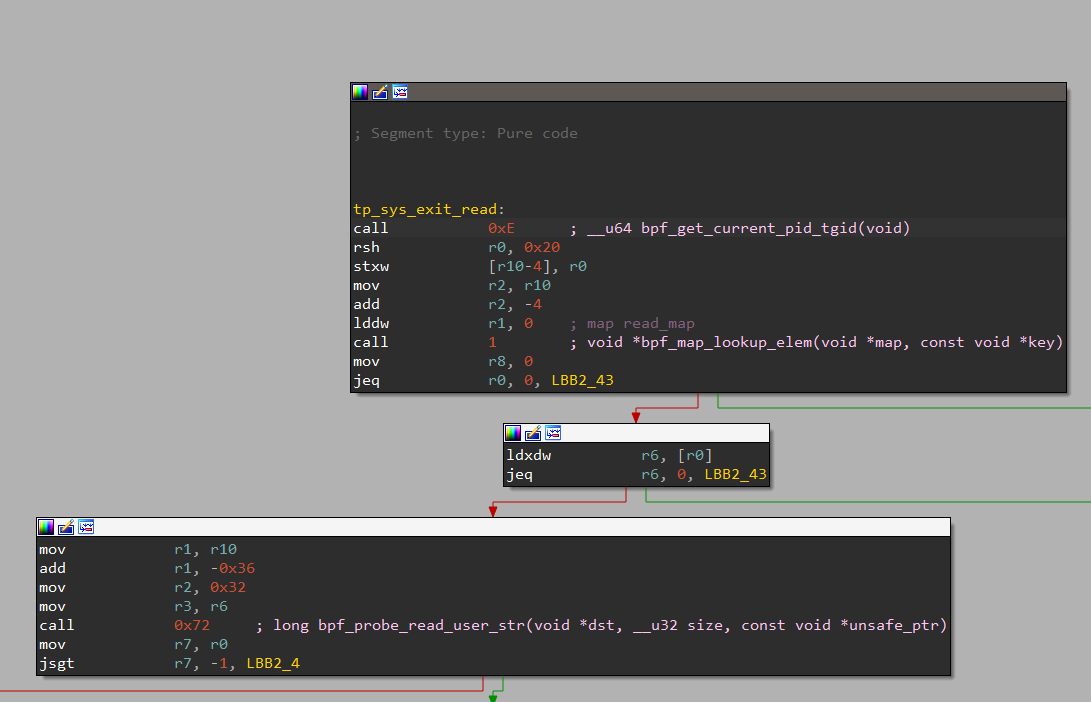 ; Segment type: Pure code
tp_sys_exit_read:
call 0xE ; __u64 bpf_get_current_pid_tgid(void)
rsh r0, 0x20
stxw [r10-4], r0
mov r2, r10
add r2, -4
lddw r1, 0 ; map read_map
call 1 ; void *bpf_map_lookup_elem(void *map, const void *key)
mov r8, 0
jeq r0, 0, LBB2_43
ldxdw r6, [r0]
jeq r6, 0, LBB2_43
mov r1, r10
add r1, -0x36
mov r2, 0x32
mov r3, r6
call 0x72 ; long bpf_probe_read_user_str(void *dst, __u32 size, const void *unsafe_ptr)
mov r7, r0
jsgt r7, -1, LBB2_4